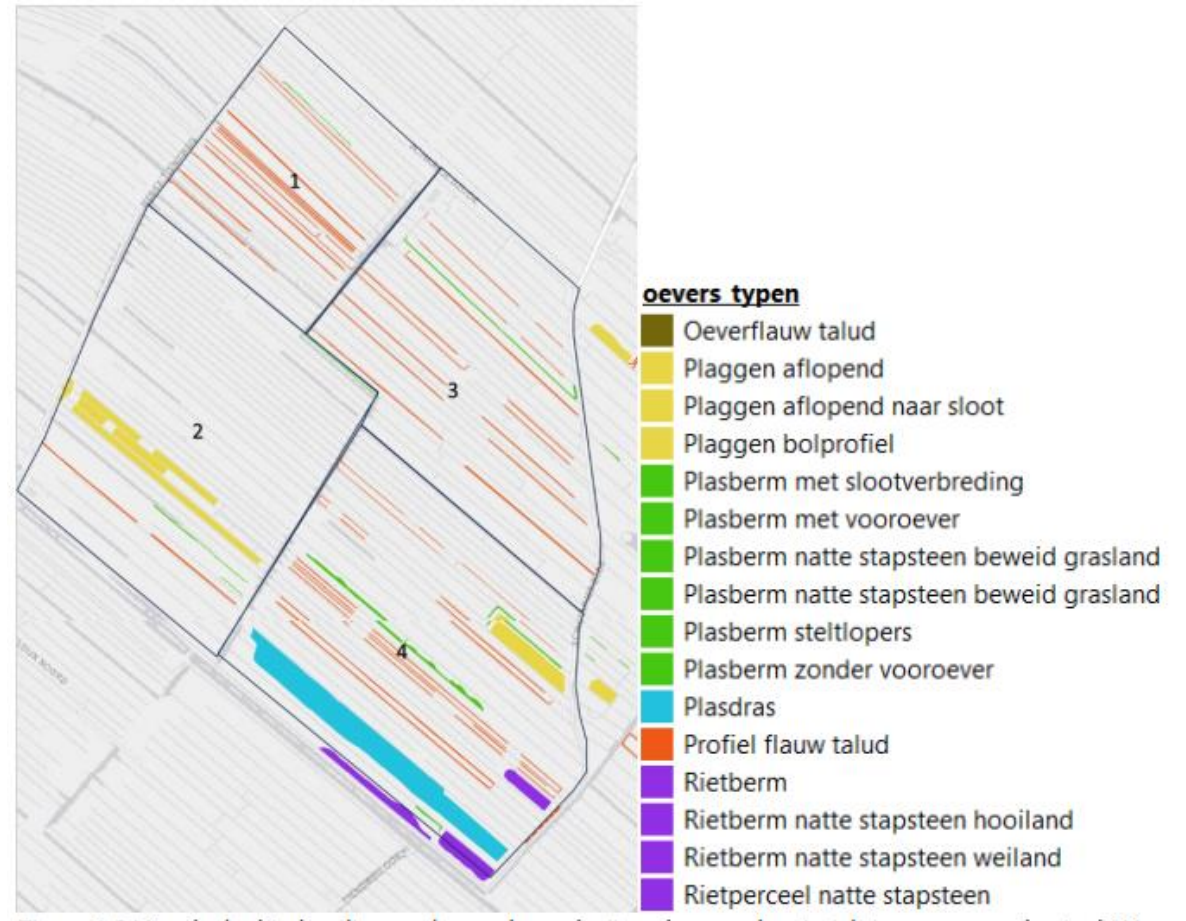 1
2
3
4
oevers typen
Oeverflauw talud
Plaggen aflopend
Plaggen aflopend naar sloot
Plaggen bolprofiel
Plasberm met slootverbreding
Plasberm met vooroever
Plasberm natte stapsteen beweid grasland
Plasberm natte stapsteen beweid grasland
Plasberm steltlopers
Plasberm zonder vooroever
Plasdras
Profiel flauw talud
Rietberm
Rietberm natte stapsteen hooiland
Rietberm natte stapsteen weiland
Rietperceel natte stapsteen